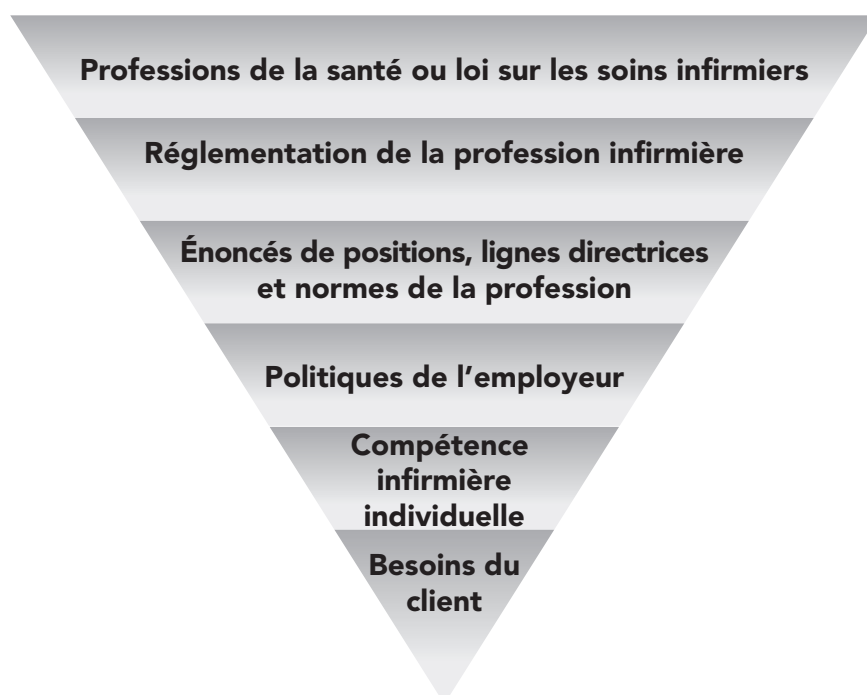 Professions de la santé ou loi sur les soins infirmiers
Réglementation de la profession infirmière
Énoncés de positions, lignes directrices
et normes de la profession
Politiques de l’employeur
Compétence
infirmière
individuelle
Besoins du
client